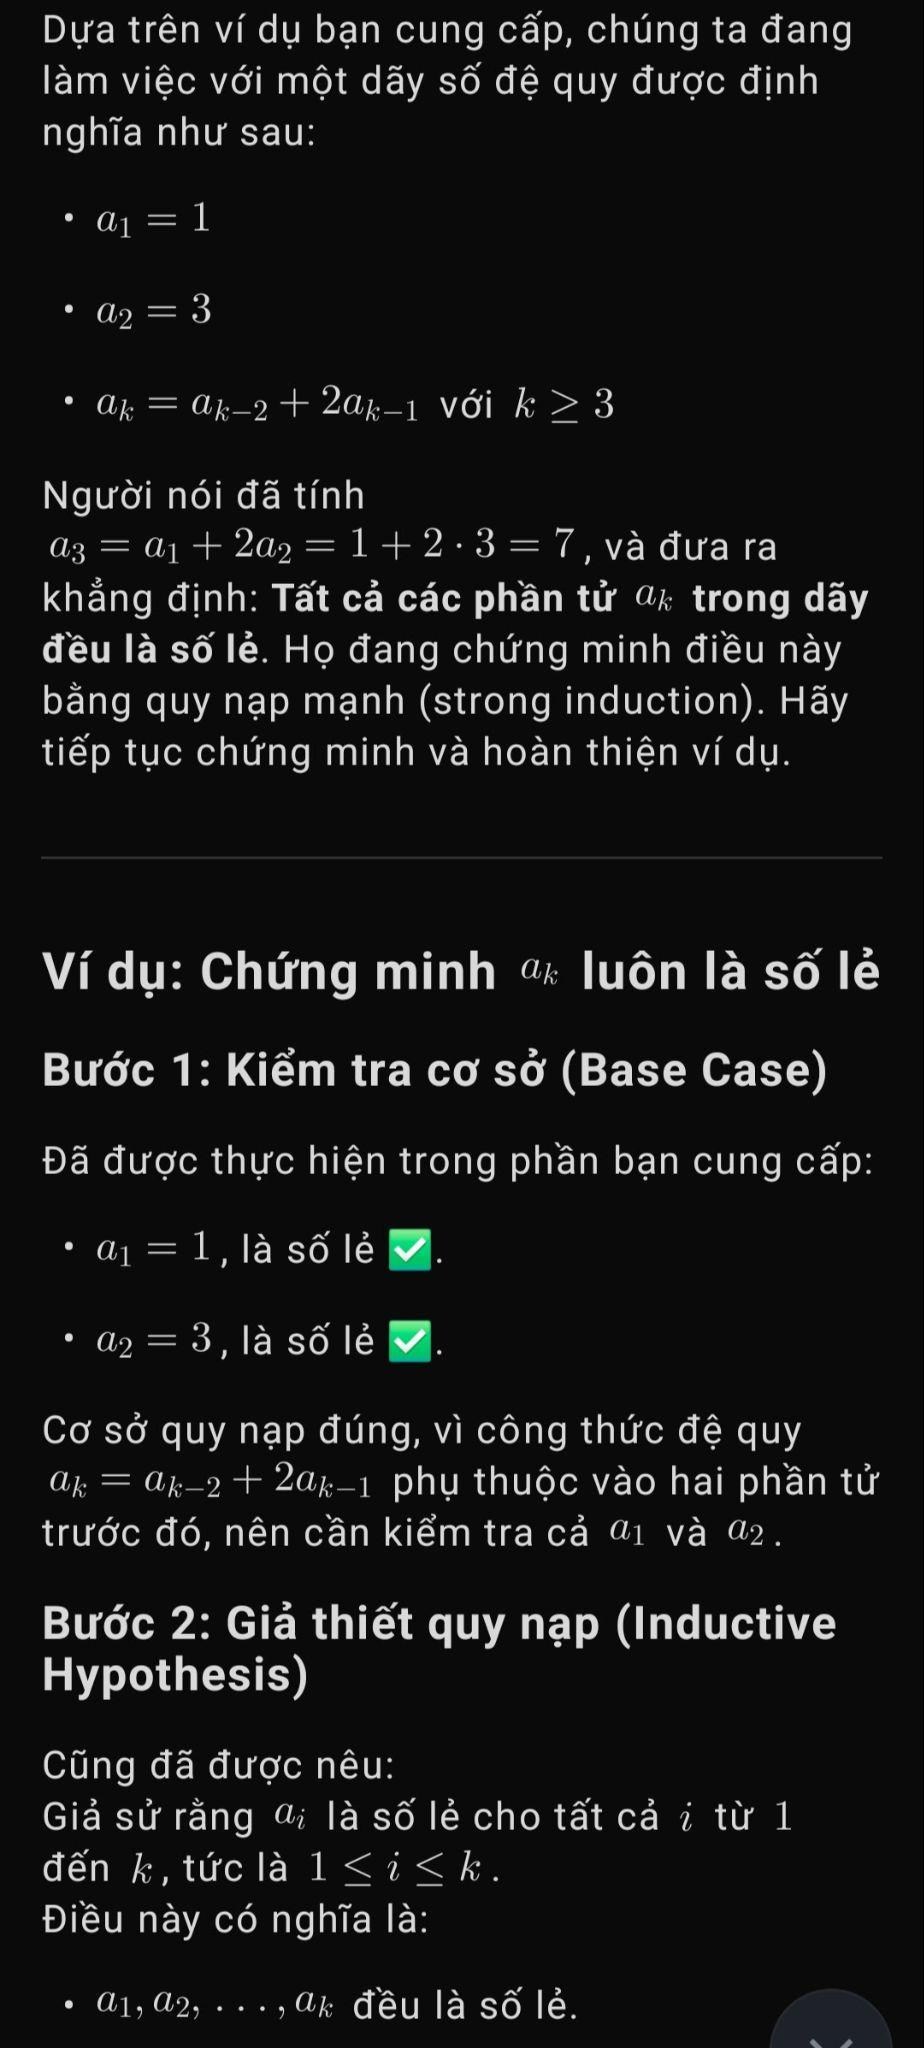 Dựa trên ví dụ bạn cung cấp, chúng ta đang
làm việc với một dãy số đệ quy được định
nghĩa như sau:
• a₁ = 1
• a₂ = 3
• aₖ = aₖ₋₂ + 2aₖ₋₁ với k ≥ 3
Người nói đã tính
a₃ = a₁ + 2a₂ = 1 + 2 · 3 = 7, và đưa ra
khẳng định: Tất cả các phần tử aₖ trong dãy
đều là số lẻ. Họ đang chứng minh điều này
bằng quy nạp mạnh (strong induction). Hãy
tiếp tục chứng minh và hoàn thiện ví dụ.
Ví dụ: Chứng minh aₖ luôn là số lẻ
Bước 1: Kiểm tra cơ sở (Base Case)
Đã được thực hiện trong phần bạn cung cấp:
• a₁ = 1, là số lẻ ✅.
• a₂ = 3, là số lẻ ✅.
Cơ sở quy nạp đúng, vì công thức đệ quy
aₖ = aₖ₋₂ + 2aₖ₋₁ phụ thuộc vào hai phần tử
trước đó, nên cần kiểm tra cả a₁ và a₂.
Bước 2: Giả thiết quy nạp (Inductive
Hypothesis)
Cũng đã được nêu:
Giả sử rằng aᵢ là số lẻ cho tất cả i từ 1
đến k, tức là 1 ≤ i ≤ k.
Điều này có nghĩa là:
• a₁, a₂, . . . , aₖ đều là số lẻ.